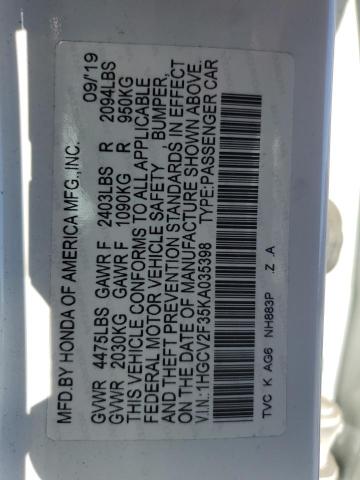 MFD.BY HONDA OF AMERICA MFG.,INC. 09/'19
GVWR 4475LBS GAWR F 2403LBS R 2094LBS
GVWR 2030KG GAWR F 1090KG R 950KG
THIS VEHICLE CONFORMS TO ALL APPLICABLE
FEDERAL MOTOR VEHICLE SAFETY, BUMPER,
AND THEFT PREVENTION STANDARDS IN EFFECT
ON THE DATE OF MANUFACTURE SHOWN ABOVE.
V.I.N.:1HGCV2F35KA035398 TYPE:PASSENGER CAR
TVC K AG6 NH883P .Z .A